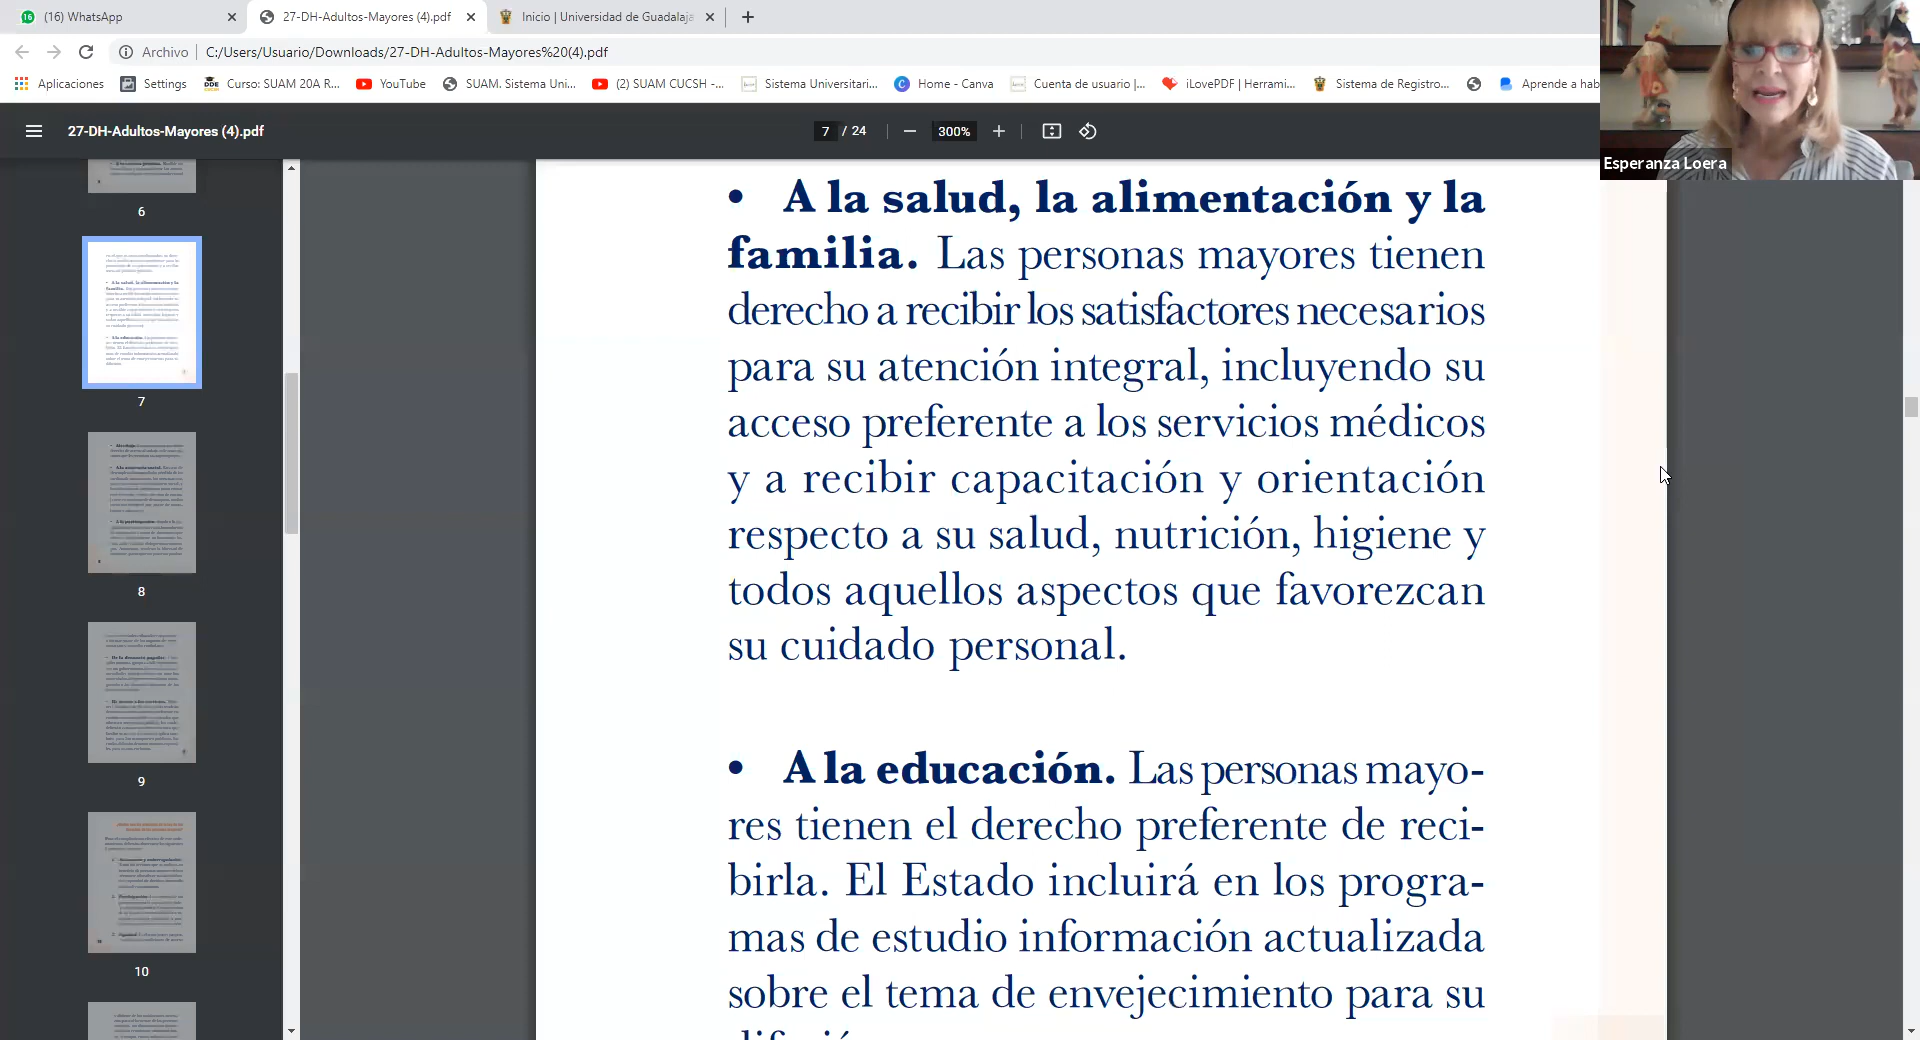 (16) WhatsApp
27-DH-Adultos-Mayores (4).pdf
Inicio | Universidad de Guadalaja
Archivo
C:/Users/Usuario/Downloads/27-DH-Adultos-Mayores%20(4).pdf
Aplicaciones
Settings
Curso: SUAM 20A R...
YouTube
SUAM. Sistema Uni...
(2) SUAM CUCSH -...
Sistema Universitari...
Home - Canva
Cuenta de usuario |...
iLovePDF | Herrami...
Sistema de Registro...
Aprende a hab
27-DH-Adultos-Mayores (4).pdf
7 / 24
300%
Esperanza Loera
6
7
8
9
10
• A la salud, la alimentación y la
familia. Las personas mayores tienen
derecho a recibir los satisfactores necesarios
para su atención integral, incluyendo su
acceso preferente a los servicios médicos
y a recibir capacitación y orientación
respecto a su salud, nutrición, higiene y
todos aquellos aspectos que favorezcan
su cuidado personal.
• A la educación. Las personas mayo-
res tienen el derecho preferente de reci-
birla. El Estado incluirá en los progra-
mas de estudio información actualizada
sobre el tema de envejecimiento para su